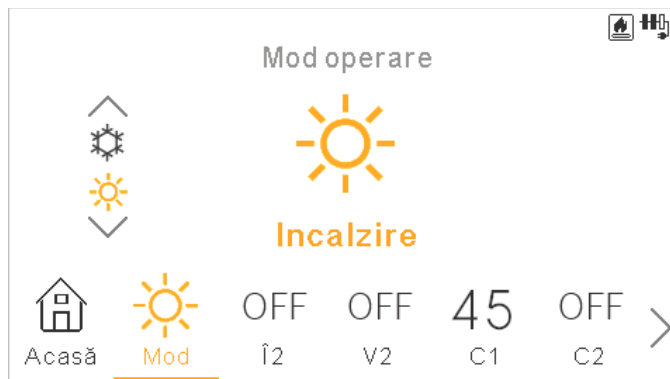 Mod operare
Incalzire
OFF OFF 45 OFF
Acasă Mod Î2 V2 C1 C2